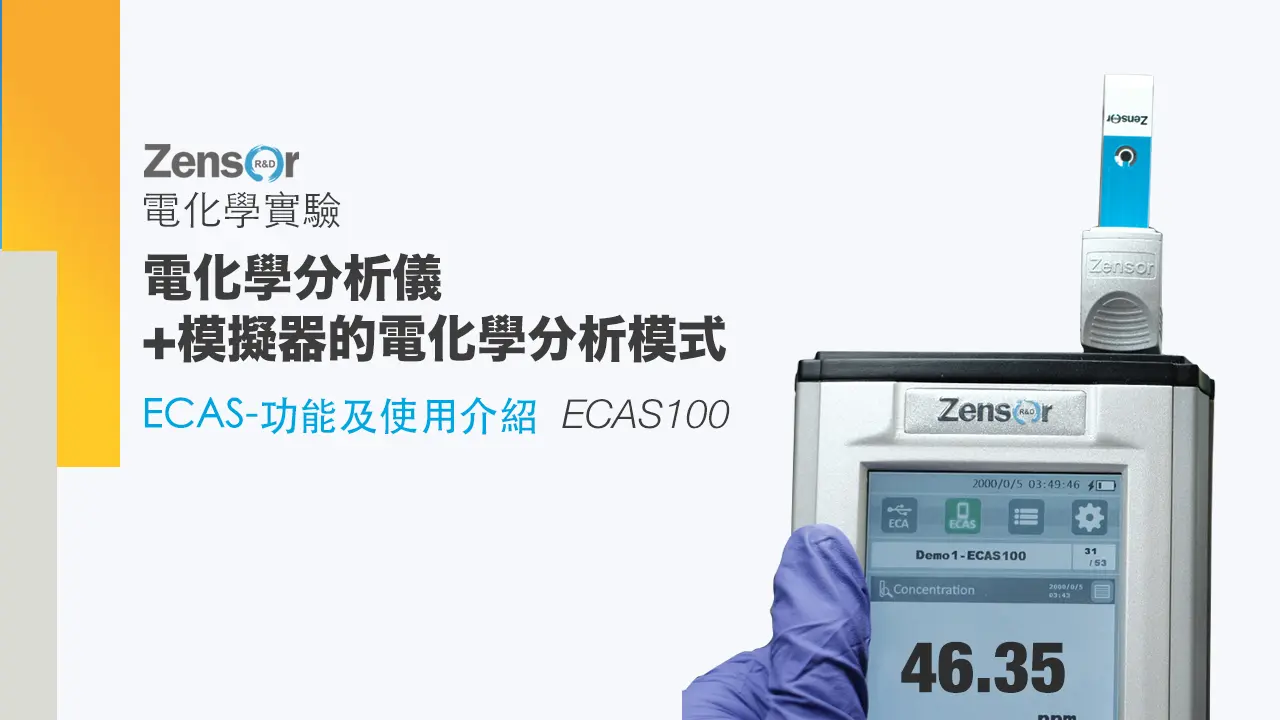 ZensOr
R&D
電化學實驗
電化學分析儀
+模擬器的電化學分析模式
ECAS-功能及使用介紹 ECAS100
ZensOr
Zensor
ZensOr
R&D
2000/0/5 03:49:46
ECA
ECAS
Demo1-ECAS100
31
/53
Concentration
2000/0/5
03:43
46.35
ppm